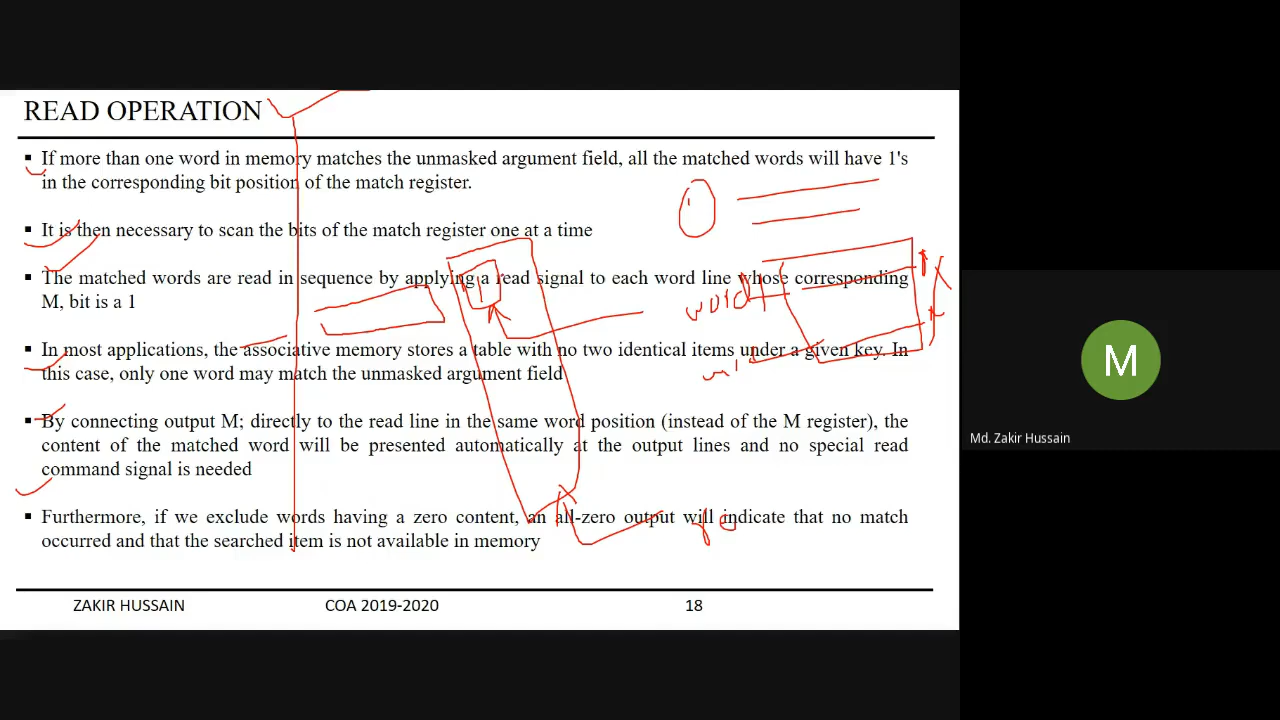 READ OPERATION
▪ If more than one word in memory matches the unmasked argument field, all the matched words will have 1's
in the corresponding bit position of the match register.
▪ It is then necessary to scan the bits of the match register one at a time
▪ The matched words are read in sequence by applying a read signal to each word line whose corresponding
M, bit is a 1
word
▪ In most applications, the associative memory stores a table with no two identical items under a given key. In
this case, only one word may match the unmasked argument field
▪ By connecting output M; directly to the read line in the same word position (instead of the M register), the
content of the matched word will be presented automatically at the output lines and no special read
command signal is needed
▪ Furthermore, if we exclude words having a zero content, an all-zero output will indicate that no match
occurred and that the searched item is not available in memory
ZAKIR HUSSAIN COA 2019-2020 18
M
Md. Zakir Hussain